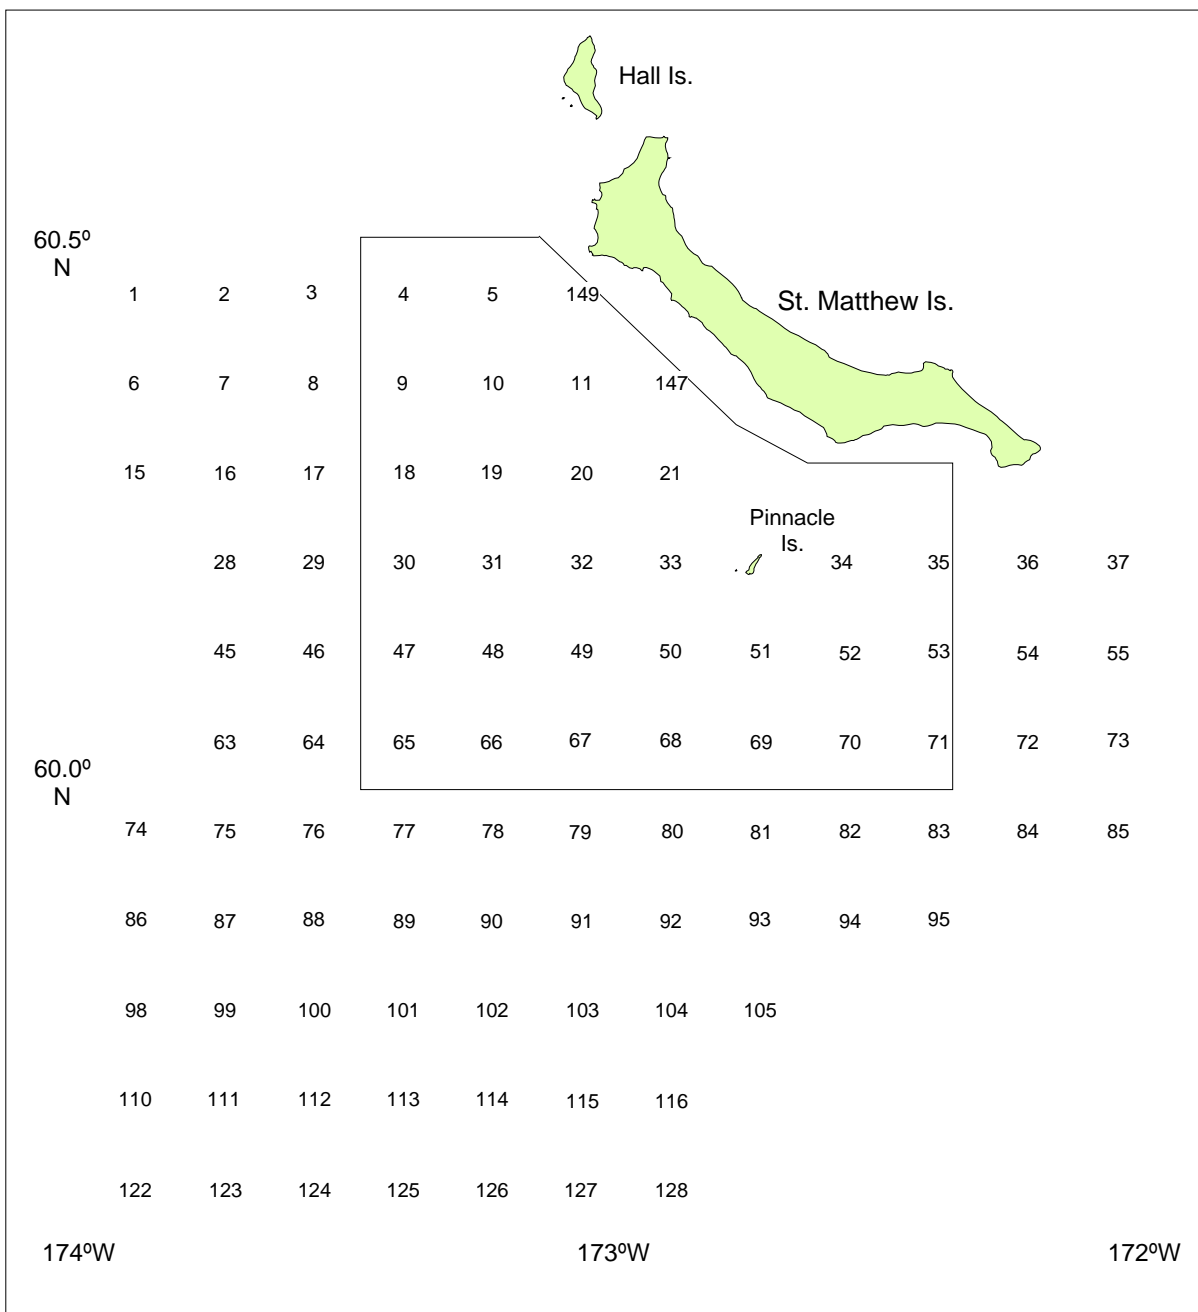 Hall Is.
60.5º
N
St. Matthew Is.
1 2 3 4 5 149
6 7 8 9 10 11 147
15 16 17 18 19 20 21
Pinnacle
Is.
28 29 30 31 32 33 34 35 36 37
45 46 47 48 49 50 51 52 53 54 55
63 64 65 66 67 68 69 70 71 72 73
60.0º
N
74 75 76 77 78 79 80 81 82 83 84 85
86 87 88 89 90 91 92 93 94 95
98 99 100 101 102 103 104 105
110 111 112 113 114 115 116
122 123 124 125 126 127 128
174ºW 173ºW 172ºW